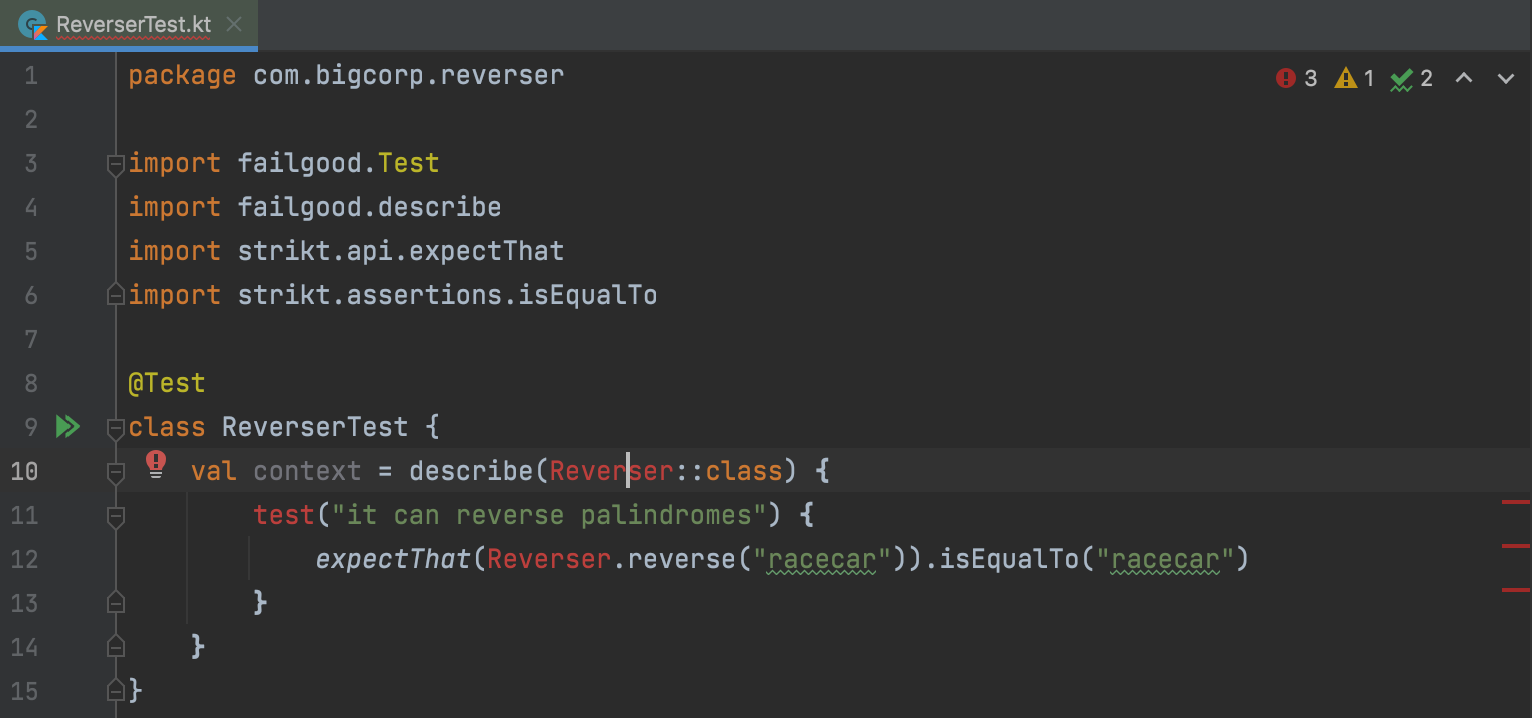 ReverserTest.kt
1 package com.bigcorp.reverser
3 1 2
2
3 import failgood.Test
4 import failgood.describe
5 import strikt.api.expectThat
6 import strikt.assertions.isEqualTo
7
8 @Test
9 class ReverserTest {
10 val context = describe(Reverser::class) {
11 test("it can reverse palindromes") {
12 expectThat(Reverser.reverse("racecar")).isEqualTo("racecar")
13 }
14 }
15 }